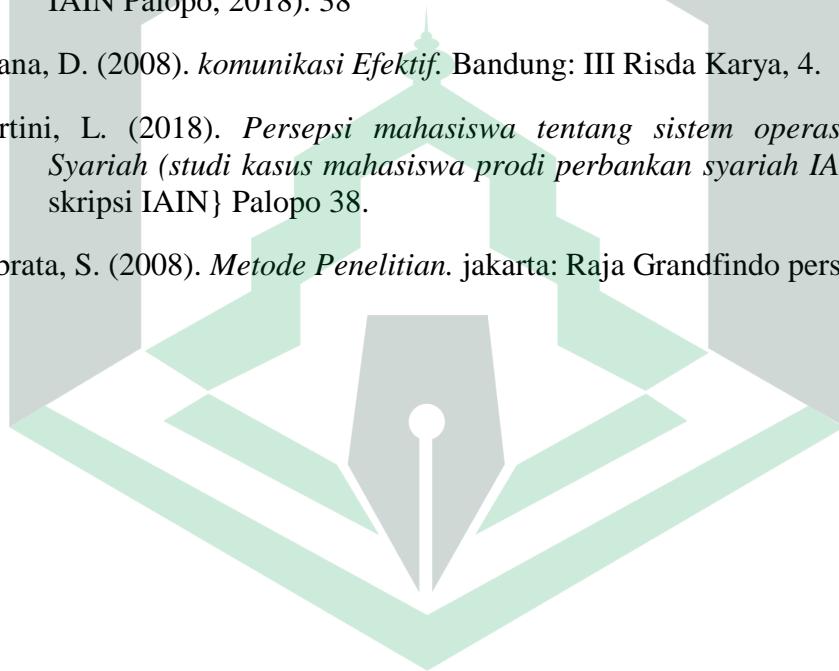 IAIN Palopo, 2018). 38
ana, D. (2008). komunikasi Efektif. Bandung: III Risda Karya, 4.
rtini, L. (2018). Persepsi mahasiswa tentang sistem operas
Syariah (studi kasus mahasiswa prodi perbankan syariah IA
skripsi IAIN} Palopo 38.
brata, S. (2008). Metode Penelitian. jakarta: Raja Grandfindo pers